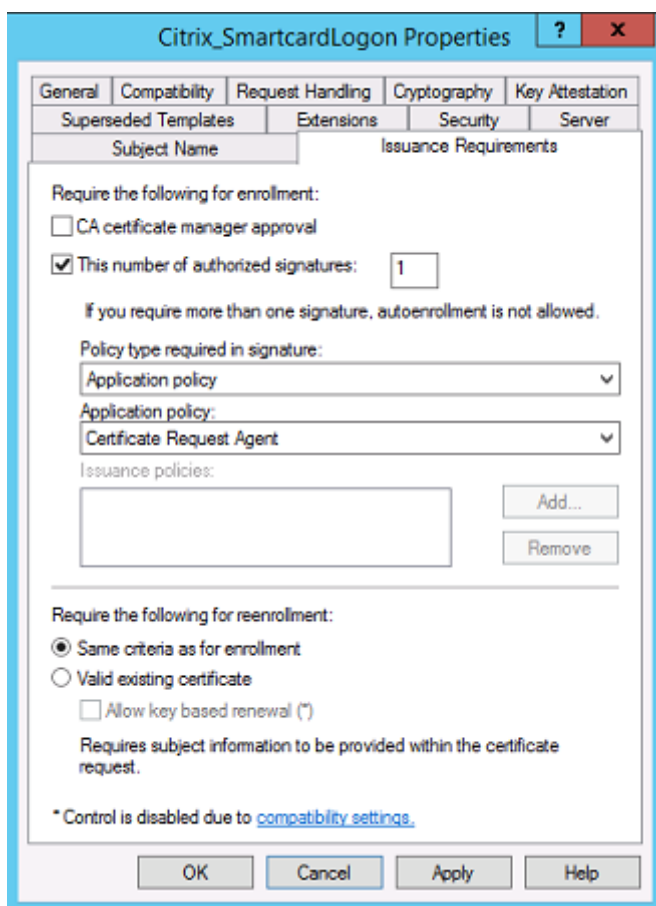 Citrix_SmartcardLogon Properties
? x
General Compatibility Request Handling Cryptography Key Attestation
Superseded Templates Extensions Security Server
Subject Name Issuance Requirements
Require the following for enrollment:
CA certificate manager approval
This number of authorized signatures: 1
If you require more than one signature, autoenrollment is not allowed.
Policy type required in signature:
Application policy
Application policy:
Certificate Request Agent
Issuance policies:
Add...
Remove
Require the following for reenrollment:
Same criteria as for enrollment
Valid existing certificate
Allow key based renewal (*)
Requires subject information to be provided within the certificate
request.
* Control is disabled due to compatibility settings.
OK Cancel Apply Help